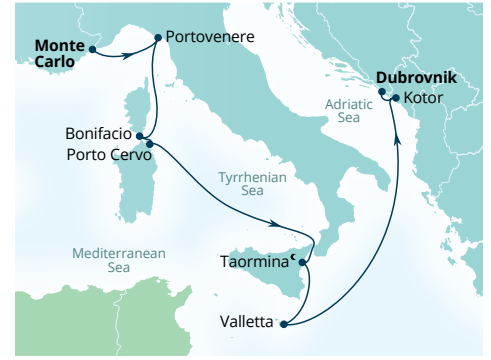 Monte
Carlo
Portovenere
Dubrovnik
Kotor
Adriatic
Sea
Bonifacio
Porto Cervo
Tyrrhenian
Sea
Mediterranean
Sea
Taormina
Valletta